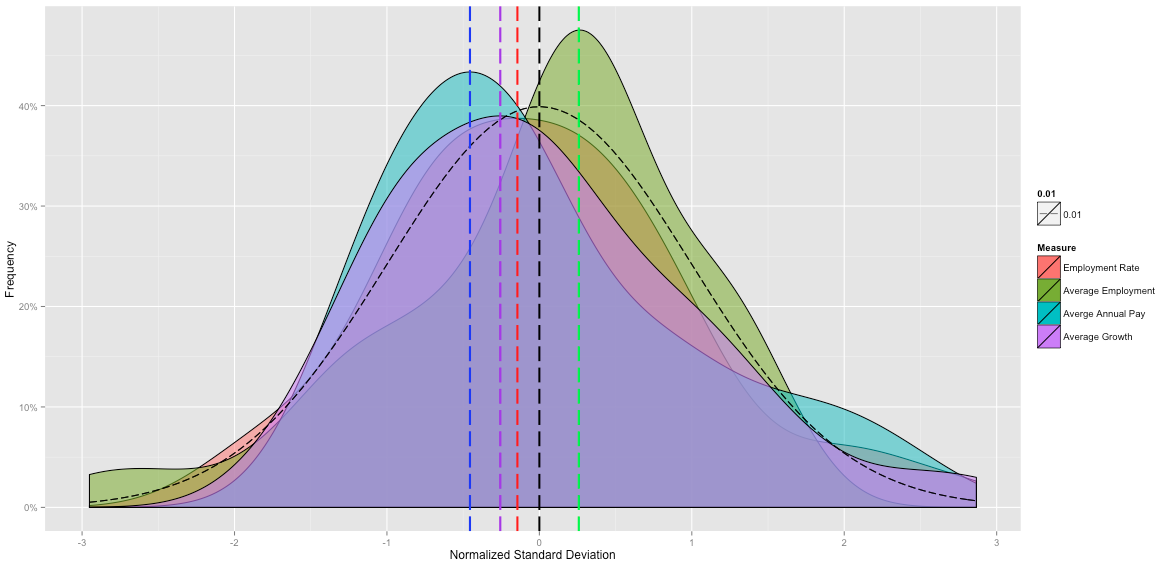 Frequency
40%
30%
20%
10%
0%
-3
-2
-1
0
1
2
3
Normalized Standard Deviation
0.01
0.01
Measure
Employment Rate
Average Employment
Averge Annual Pay
Average Growth